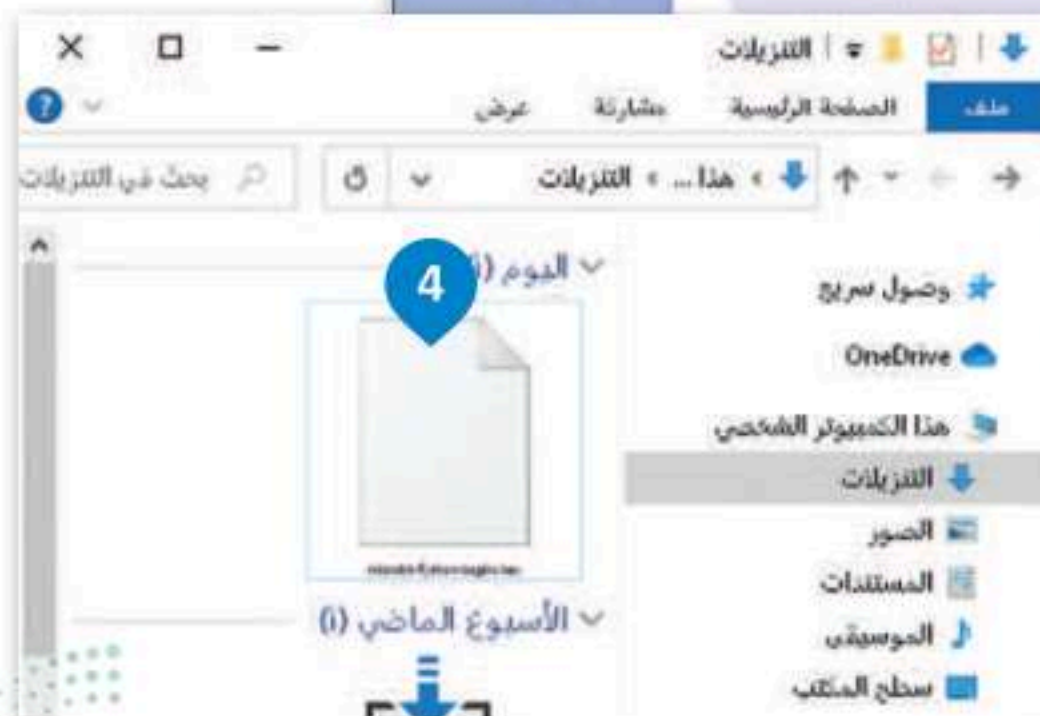 التنزيلات
ملف الصفحة الرئيسية مشاركة عرض
هذا ... التنزيلات
بحث في التنزيلات
4
اليوم
وصول سريع
OneDrive
هذا الكمبيوتر الشخصي
التنزيلات
الصور
المستندات
الموسيقى
سطح المكتب
الأسبوع الماضي (١)